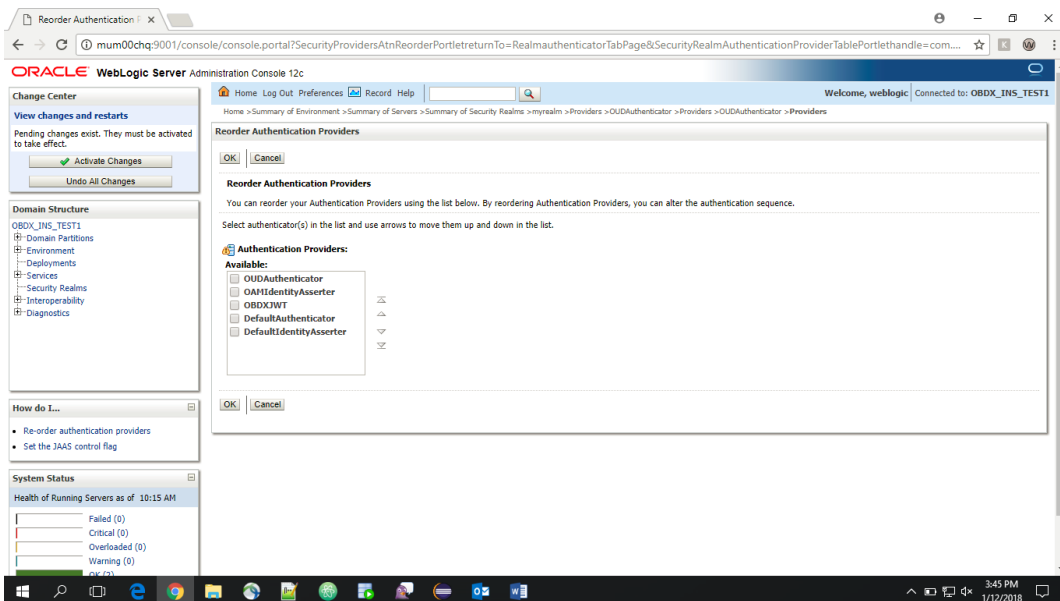 Reorder Authentication P
mum00chq:9001/console/console.portal?SecurityProvidersAtnReorderPortletreturnTo=RealmauthenticatorTabPage&SecurityRealmAuthenticationProviderTablePortlethandle=com....
ORACLE WebLogic Server Administration Console 12c
Change Center
View changes and restarts
Pending changes exist. They must be activated
to take effect.
Activate Changes
Undo All Changes
Domain Structure
OBDX_INS_TEST1
Domain Partitions
Environment
Deployments
Services
Security Realms
Interoperability
Diagnostics
How do I...
Re-order authentication providers
Set the JAAS control flag
System Status
Health of Running Servers as of 10:15 AM
Failed (0)
Critical (0)
Overloaded (0)
Warning (0)
OK (2)
Home Log Out Preferences Record Help
Welcome, weblogic Connected to: OBDX_INS_TEST1
Home >Summary of Environment >Summary of Servers >Summary of Security Realms >myrealm >Providers >OUDAuthenticator >Providers >OUDAuthenticator >Providers
Reorder Authentication Providers
OK Cancel
Reorder Authentication Providers
You can reorder your Authentication Providers using the list below. By reordering Authentication Providers, you can alter the authentication sequence.
Select authenticator(s) in the list and use arrows to move them up and down in the list.
Authentication Providers:
Available:
OUDAuthenticator
OAMIdentityAsserter
OBDXJWT
DefaultAuthenticator
DefaultIdentityAsserter
OK Cancel
3:45 PM
1/12/2018